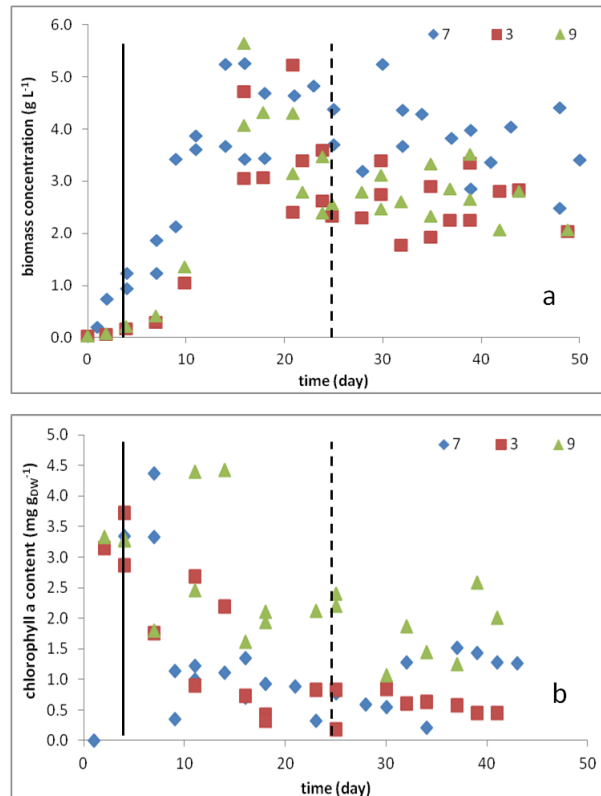 7 3 9
6.0
5.0
4.0
3.0
2.0
1.0
0.0
biomass concentration (g L⁻¹)
a
0 10 20 30 40 50
time (day)
7 3 9
5.0
4.5
4.0
3.5
3.0
2.5
2.0
1.5
1.0
0.5
0.0
chlorophyll a content (mg g_DW⁻¹)
b
0 10 20 30 40 50
time (day)